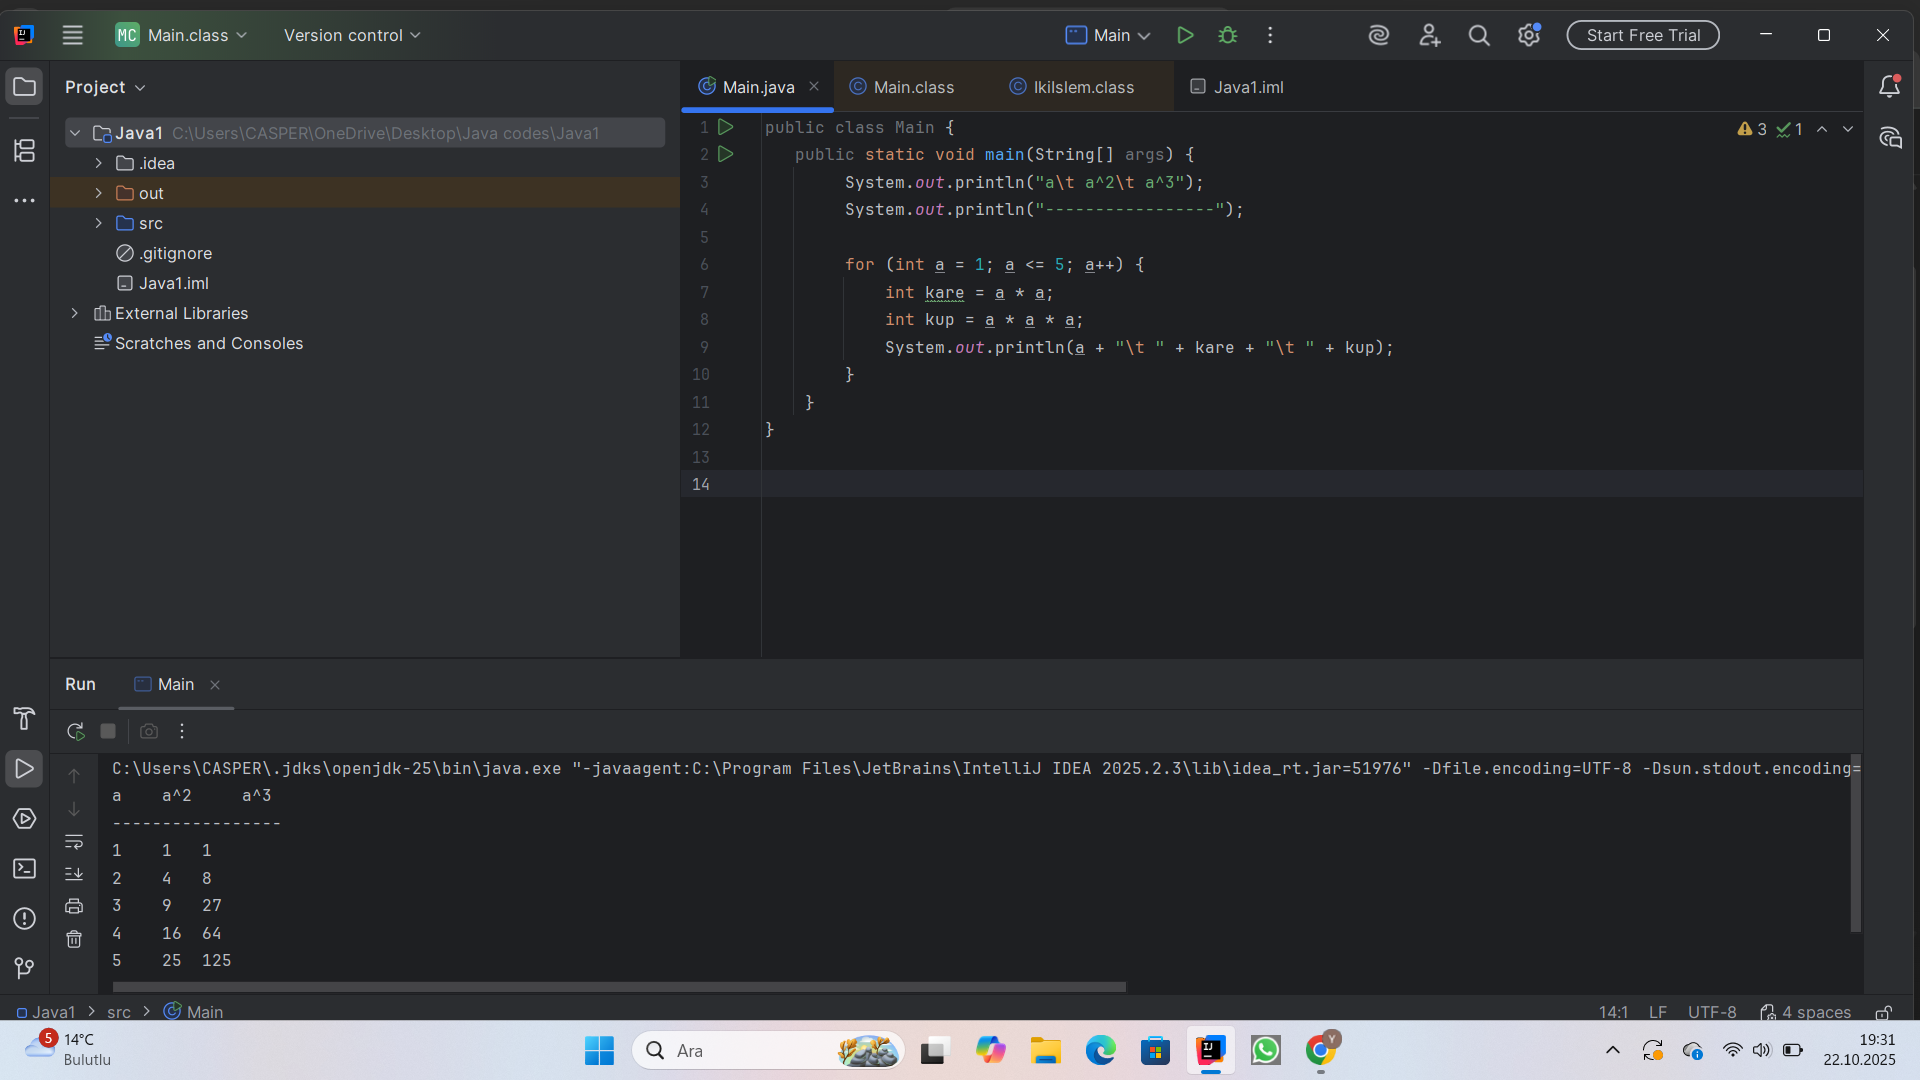 MC Main.class
Version control
Main
Start Free Trial
Project
Main.java
Main.class
IkiIslem.class
Java1.iml
Java1 C:\Users\CASPER\OneDrive\Desktop\Java codes\Java1
.idea
out
src
.gitignore
Java1.iml
External Libraries
Scratches and Consoles
3 1
1 public class Main {
2 public static void main(String[] args) {
3 System.out.println("a\t a^2\t a^3");
4 System.out.println("-----------------");
5
6 for (int a = 1; a <= 5; a++) {
7 int kare = a * a;
8 int kup = a * a * a;
9 System.out.println(a + "\t " + kare + "\t " + kup);
10 }
11 }
12 }
13
14
Run
Main
C:\Users\CASPER\.jdks\openjdk-25\bin\java.exe "-javaagent:C:\Program Files\JetBrains\IntelliJ IDEA 2025.2.3\lib\idea_rt.jar=51976" -Dfile.encoding=UTF-8 -Dsun.stdout.encoding=
a a^2 a^3
-----------------
1 1 1
2 4 8
3 9 27
4 16 64
5 25 125
Java1 > src > Main
14:1 LF UTF-8 4 spaces
5
14°C
Bulutlu
Ara
Y
19:31
22.10.2025